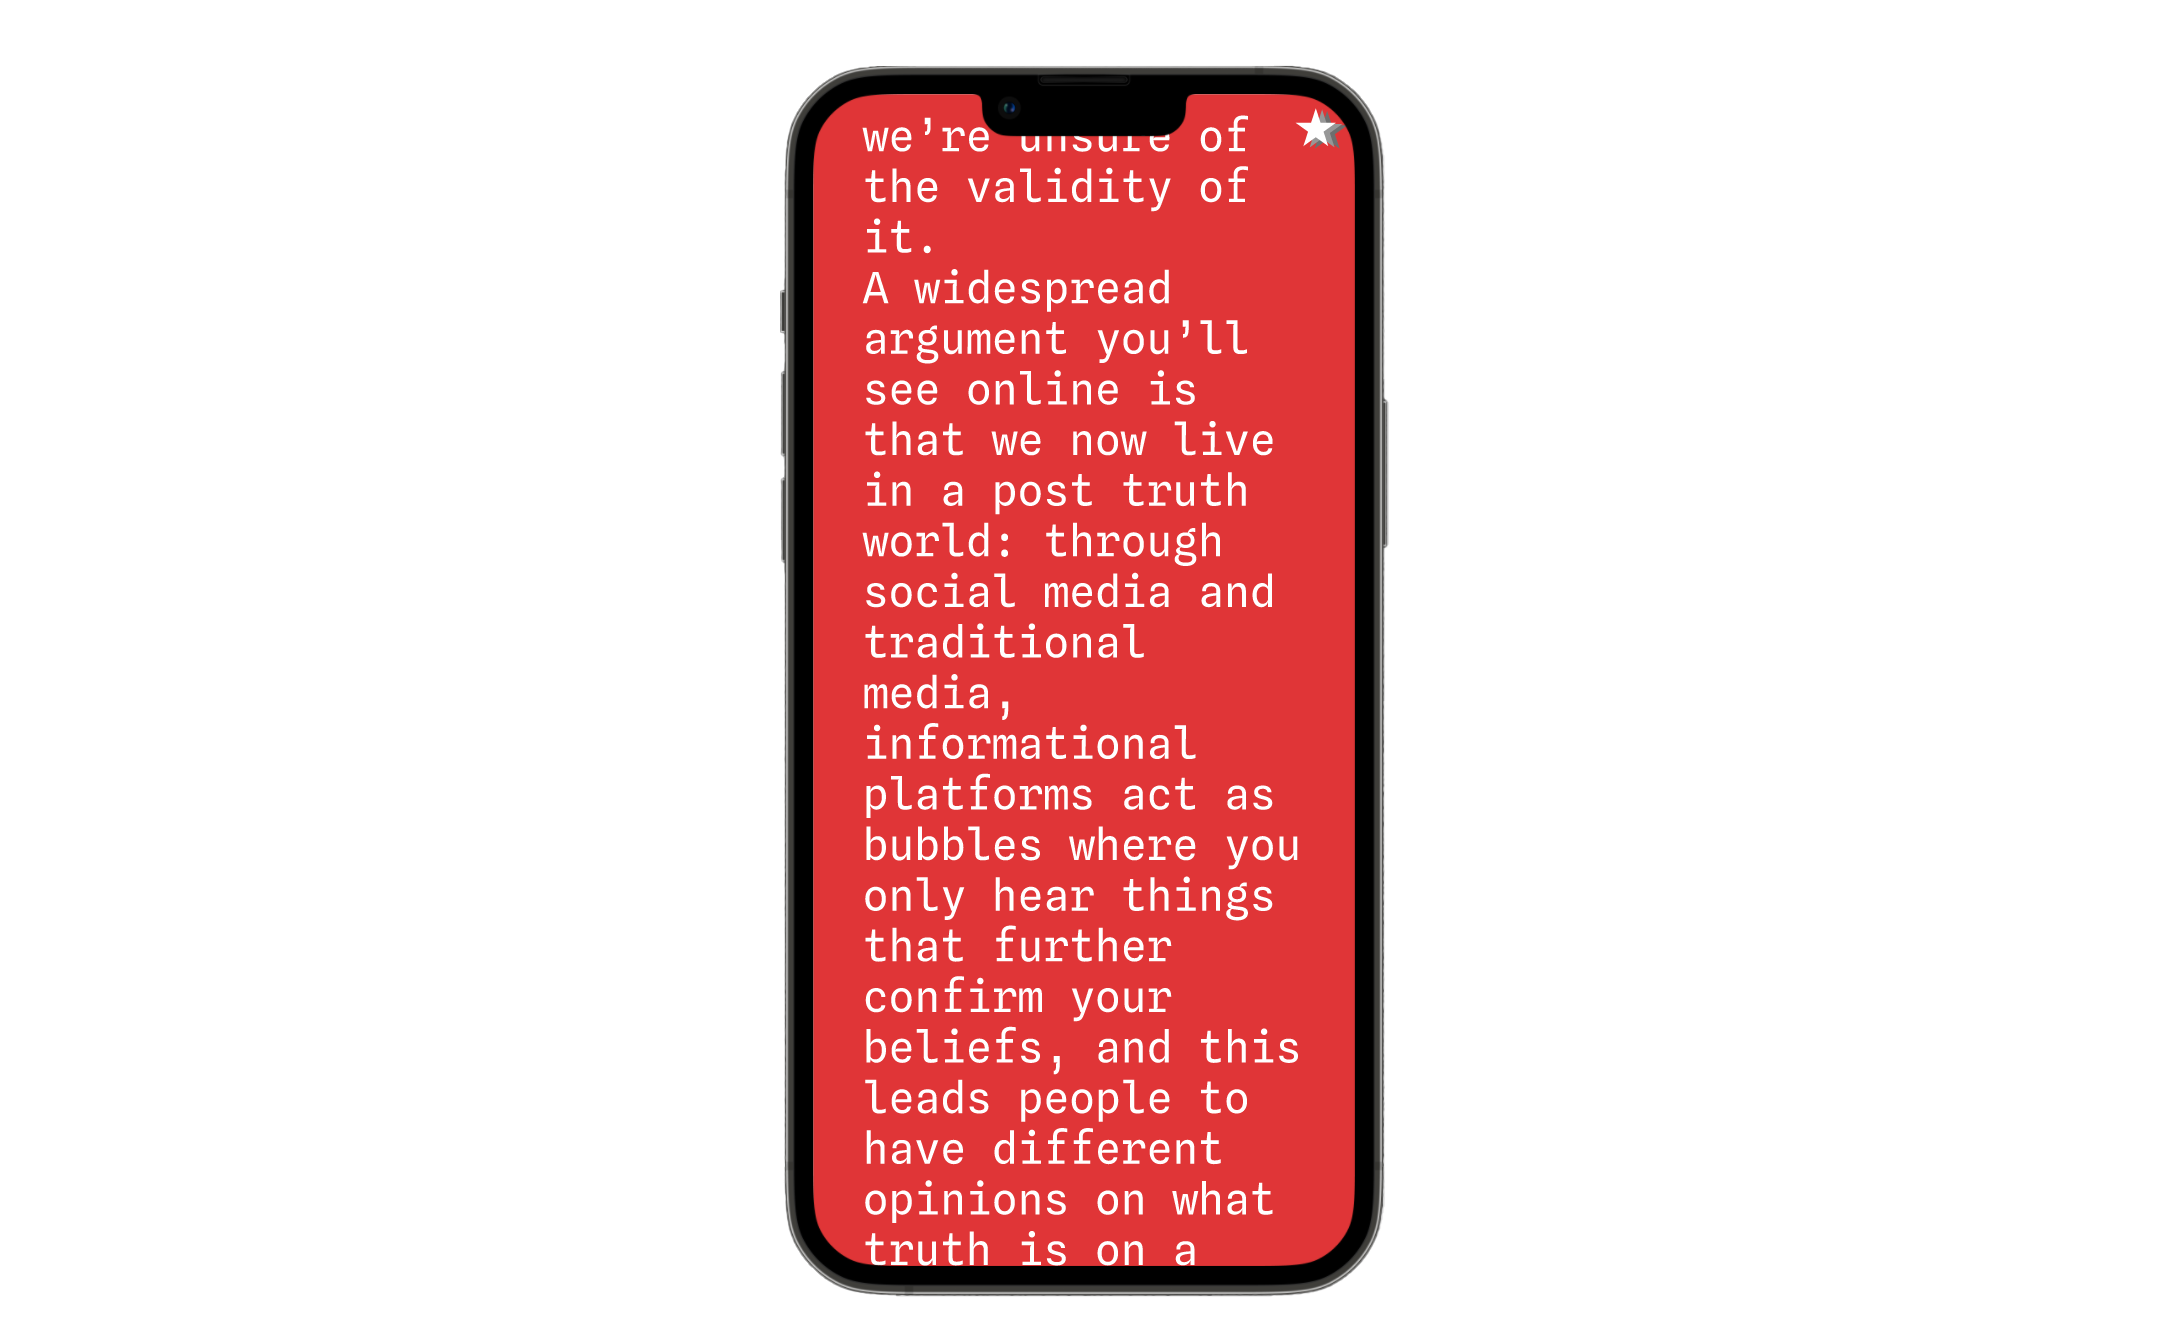 we’re unsure of
the validity of
it.
A widespread
argument you’ll
see online is
that we now live
in a post truth
world: through
social media and
traditional
media,
informational
platforms act as
bubbles where you
only hear things
that further
confirm your
beliefs, and this
leads people to
have different
opinions on what
truth is on a